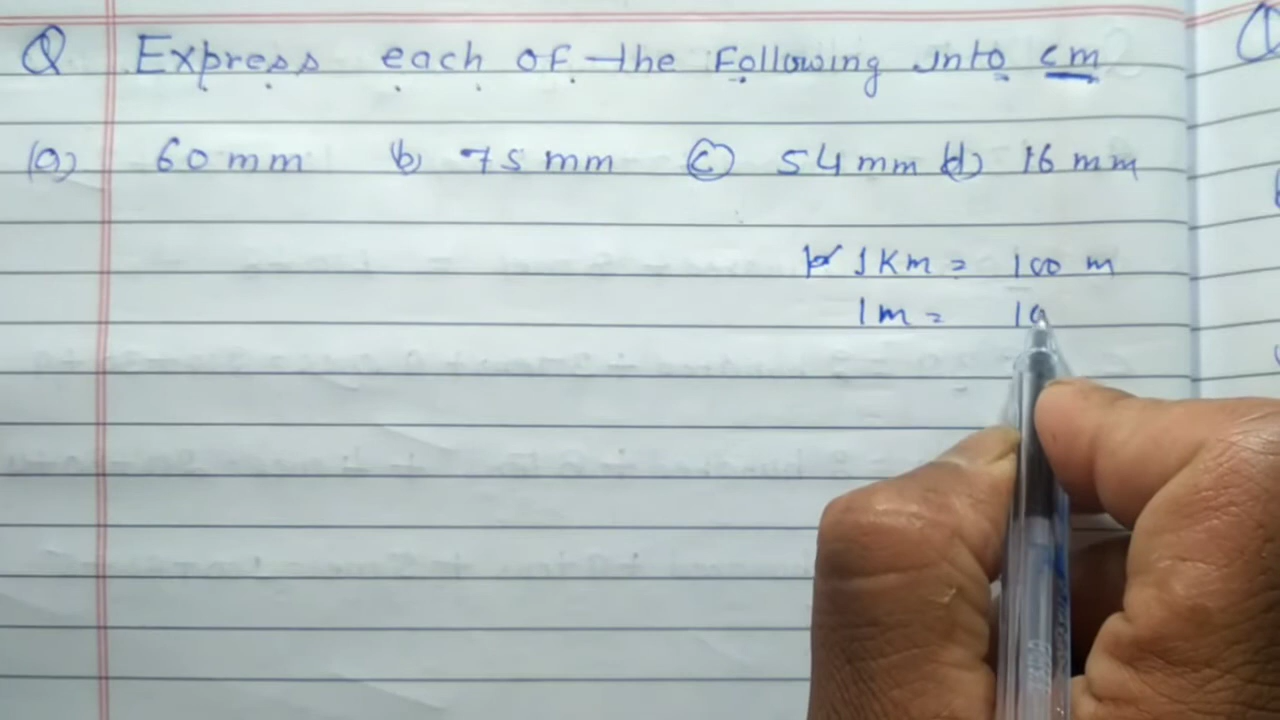 Q Express each of the following into cm
(a) 60 mm b) 75 mm (c) 54 mm d) 16 mm
1 Km = 100 m
1 m = 10